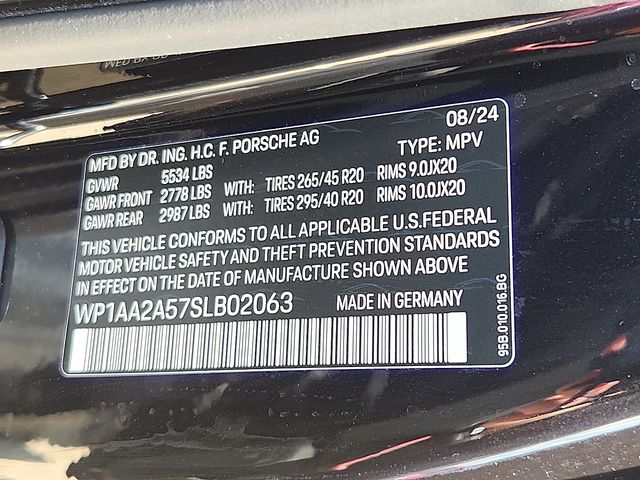 08/24
MFD BY DR. ING. H.C. F. PORSCHE AG TYPE: MPV
GVWR 5534 LBS
GAWR FRONT 2778 LBS WITH: TIRES 265/45 R20 RIMS 9.0JX20
GAWR REAR 2987 LBS WITH: TIRES 295/40 R20 RIMS 10.0JX20
THIS VEHICLE CONFORMS TO ALL APPLICABLE U.S.FEDERAL
MOTOR VEHICLE SAFETY AND THEFT PREVENTION STANDARDS
IN EFFECT ON THE DATE OF MANUFACTURE SHOWN ABOVE
WP1AA2A57SLB02063 MADE IN GERMANY
95B.010.016.BG